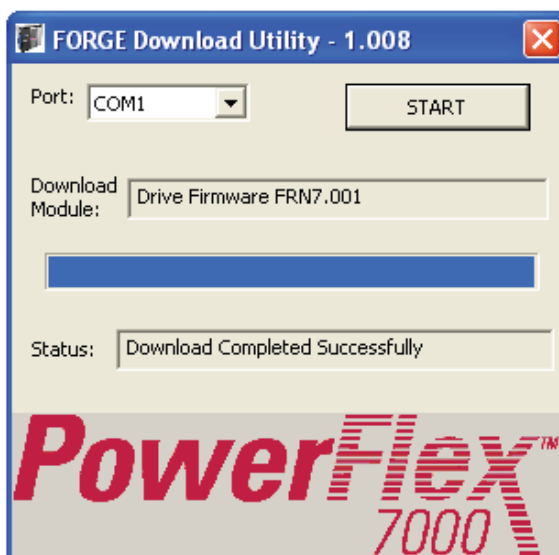 FORGE Download Utility - 1.008
Port: COM1 START
Download Module: Drive Firmware FRN7.001
Status: Download Completed Successfully
PowerFlex™
7000